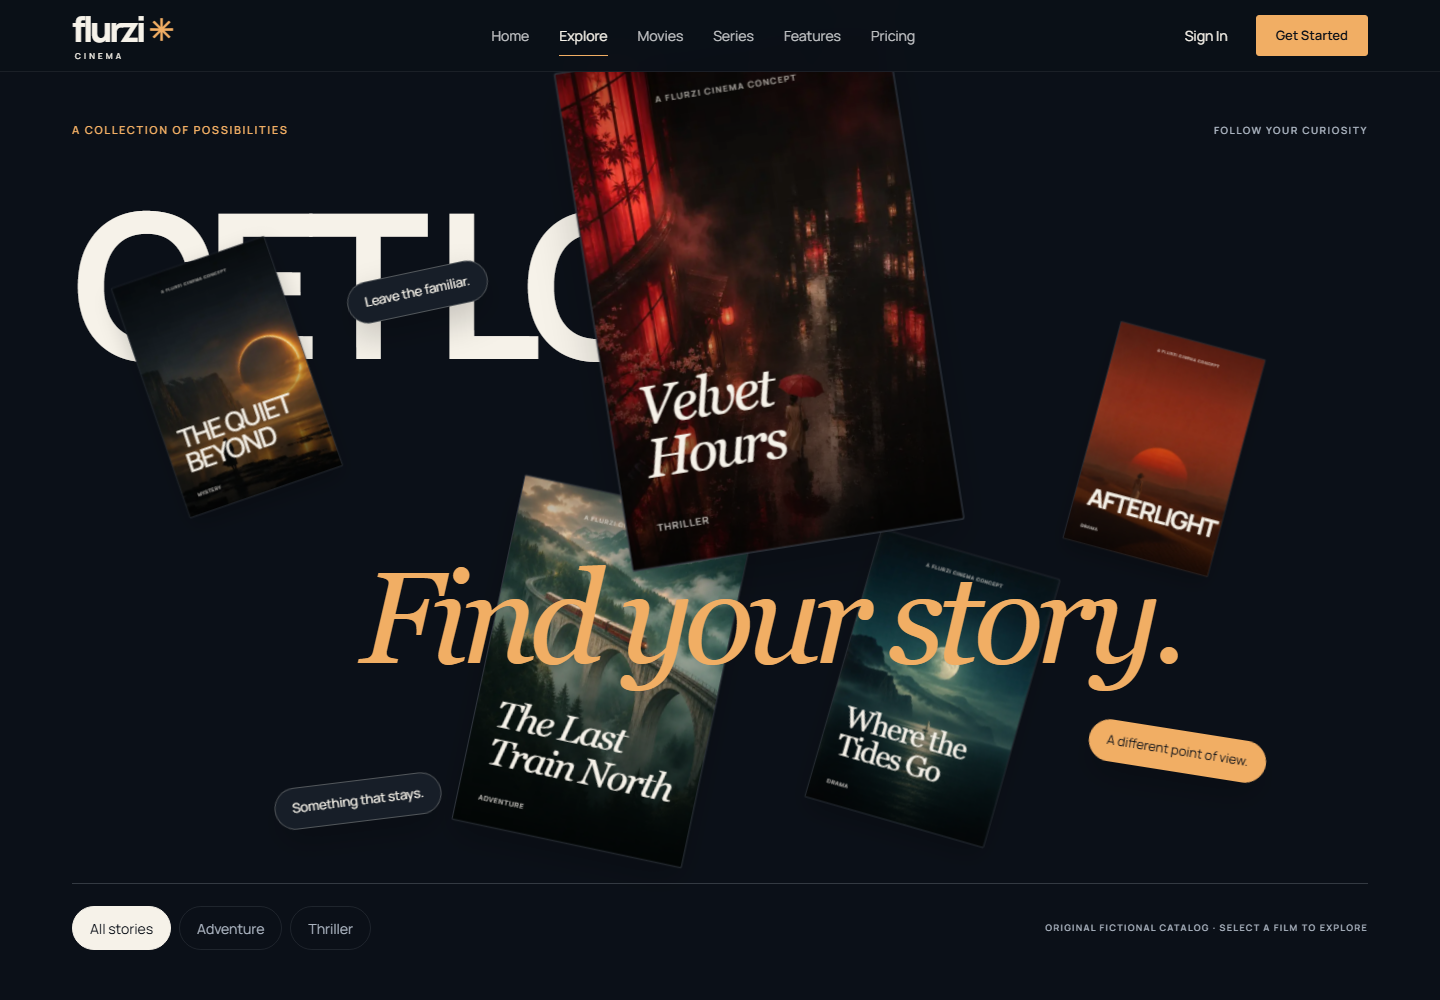 flurzi
CINEMA
Home
Explore
Movies
Series
Features
Pricing
Sign In
Get Started
A COLLECTION OF POSSIBILITIES
FOLLOW YOUR CURIOSITY
A FLURZI CINEMA CONCEPT
Velvet
Hours
THRILLER
Leave the familiar.
A FLURZI CINEMA CONCEPT
THE QUIET
BEYOND
MYSTERY
A FLURZI CINEMA CONCEPT
AFTERLIGHT
DRAMA
Find your story.
The Last
Train North
ADVENTURE
A FLURZI CINEMA CONCEPT
Where the
Tides Go
DRAMA
A different point of view.
Something that stays.
All stories
Adventure
Thriller
ORIGINAL FICTIONAL CATALOG · SELECT A FILM TO EXPLORE